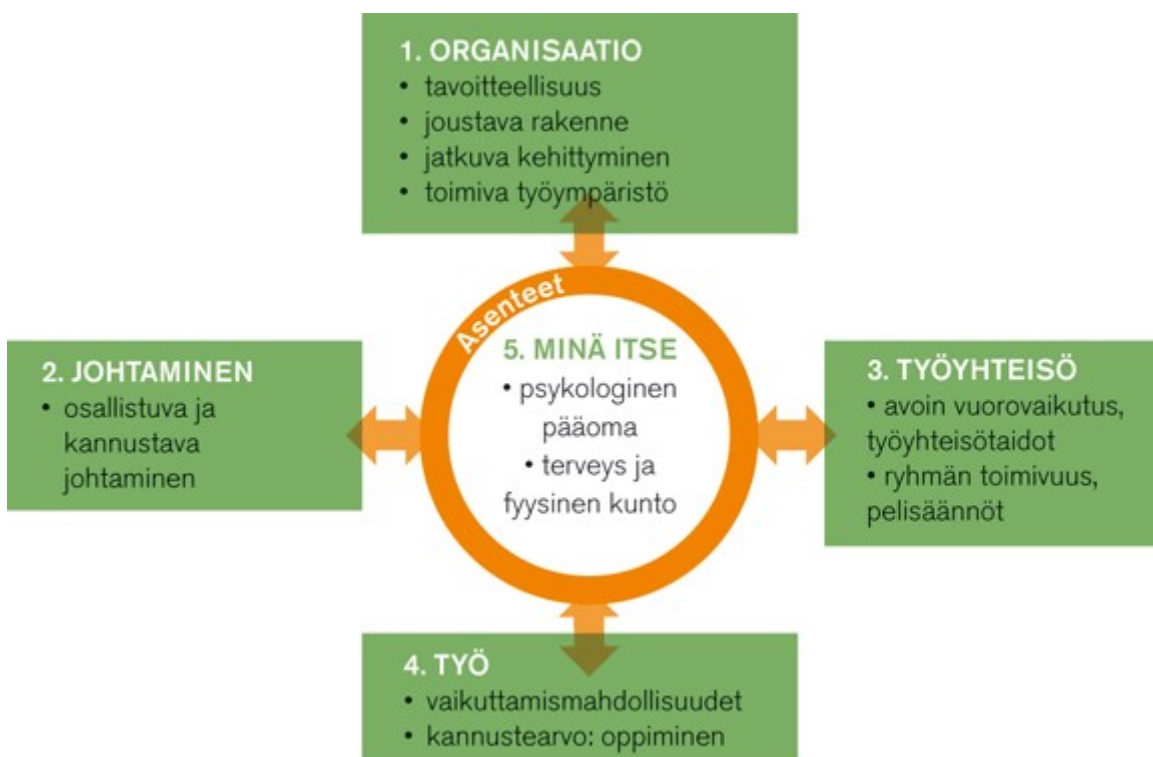 1. ORGANISAATIO
• tavoitteellisuus
• joustava rakenne
• jatkuva kehittyminen
• toimiva työympäristö
Asenteet
5. MINÄ ITSE
• psykologinen
pääoma
• terveys ja
fyysinen kunto
2. JOHTAMINEN
• osallistuva ja
kannustava
johtaminen
3. TYÖYHTEISÖ
• avoin vuorovaikutus,
työyhteisötaidot
• ryhmän toimivuus,
pelisäännöt
4. TYÖ
• vaikuttamismahdollisuudet
• kannustearvo: oppiminen